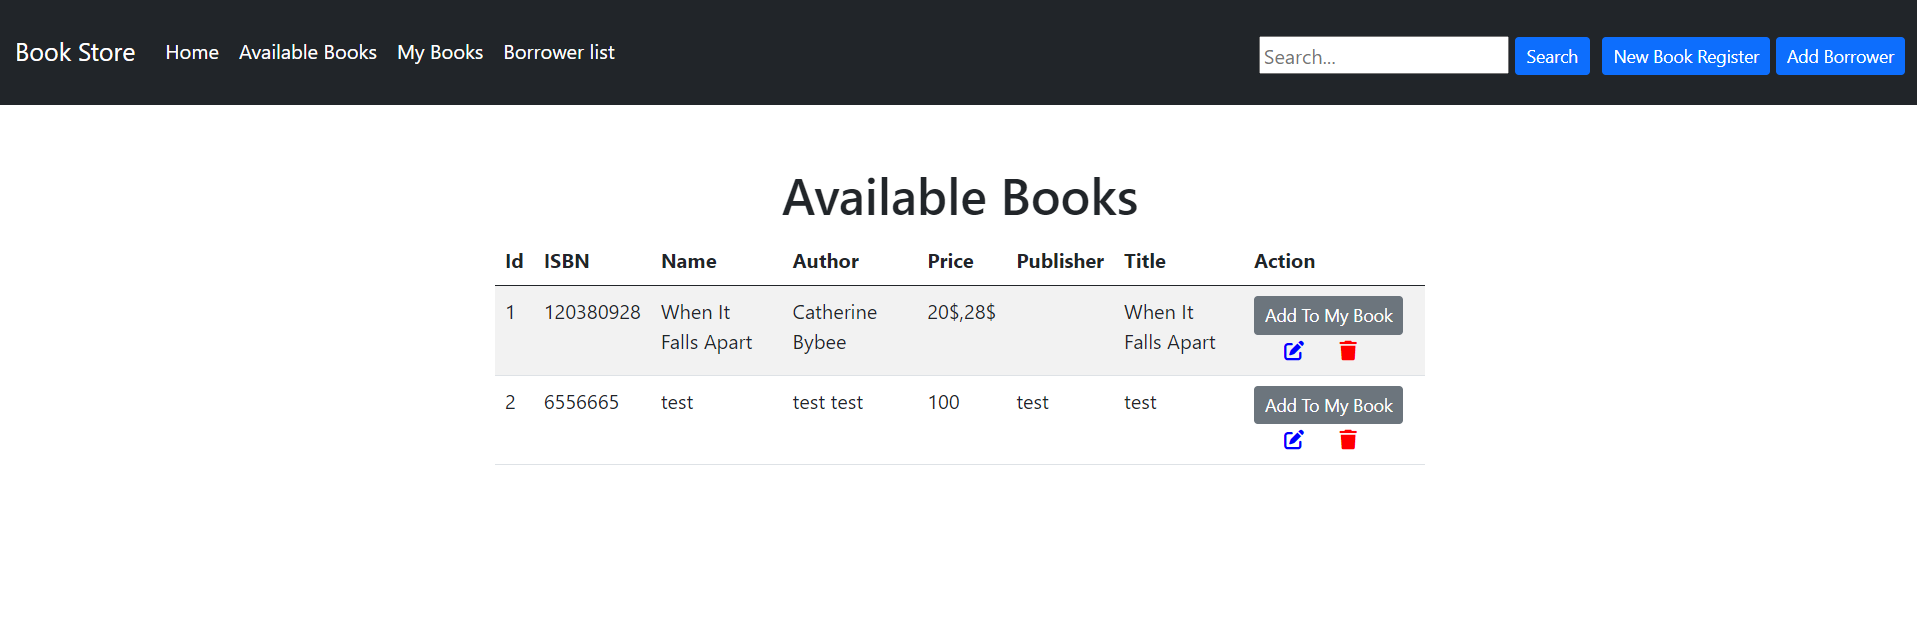 Book Store Home Available Books My Books Borrower list Search... Search New Book Register Add Borrower
Available Books
Id ISBN Name Author Price Publisher Title Action
1 120380928 When It Catherine 20$,28$ When It Add To My Book
Falls Apart Bybee Falls Apart
2 6556665 test test test 100 test test Add To My Book